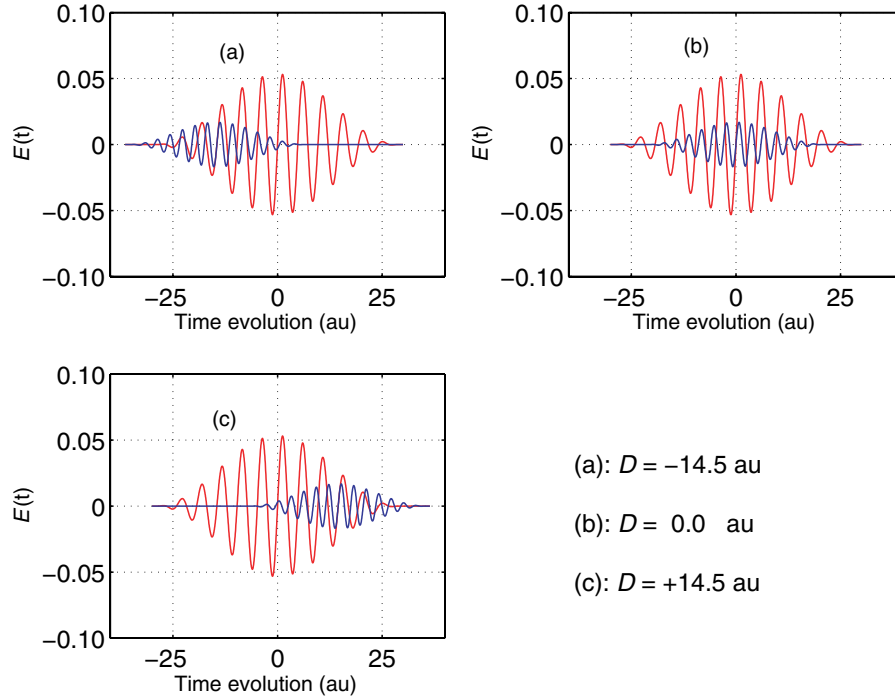 0.10
0.05
0
−0.05
−0.10
E(t)
(a)
−25 0 25
Time evolution (au)
0.10
0.05
0
−0.05
−0.10
E(t)
(b)
−25 0 25
Time evolution (au)
0.10
0.05
0
−0.05
−0.10
E(t)
(c)
−25 0 25
Time evolution (au)
(a): D = −14.5 au
(b): D = 0.0 au
(c): D = +14.5 au